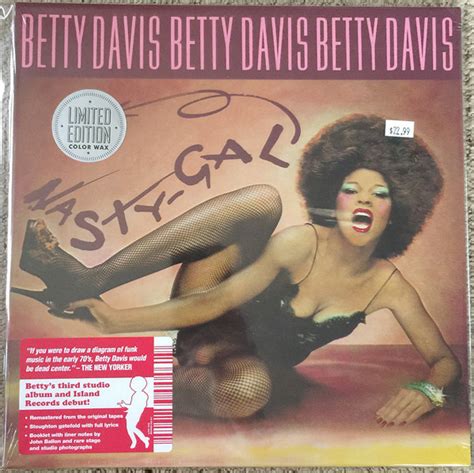 BETTY DAVIS BETTY DAVIS BETTY DAVIS
LIMITED
EDITION
COLOR WAX
$22.99
NASTY-GAL
"If you were to draw a diagram of funk
music in the early 70's, Betty Davis would
be dead center." – THE NEW YORKER
Betty's third studio
album and Island
Records debut!
• Remastered from the original tapes
• Stoughton gatefold with full lyrics
• Booklet with liner notes by
John Ballon and rare stage
and studio photographs